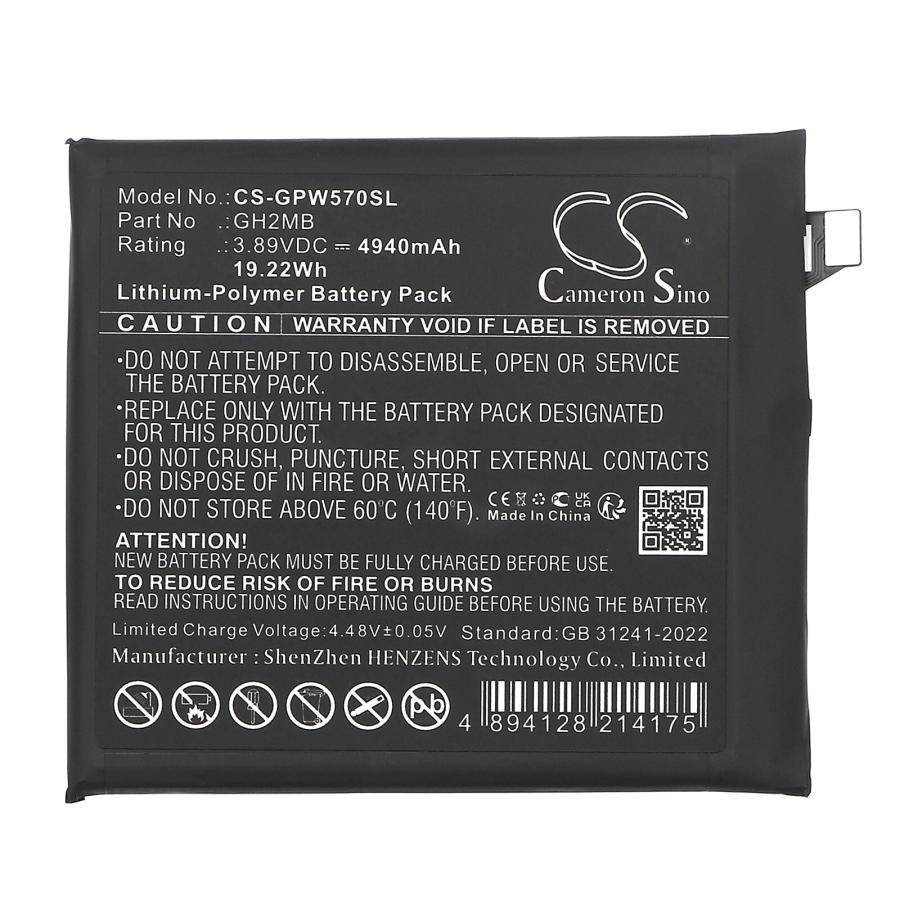 Model No.:CS-GPW570SL
Part No .:GH2MB
Rating .:3.89VDC ⎓ 4940mAh
19.22Wh
Lithium-Polymer Battery Pack
CS
®
Cameron Sino
CAUTION | WARRANTY VOID IF LABEL IS REMOVED
•DO NOT ATTEMPT TO DISASSEMBLE, OPEN OR SERVICE
THE BATTERY PACK.
•REPLACE ONLY WITH THE BATTERY PACK DESIGNATED
FOR THIS PRODUCT.
•DO NOT CRUSH, PUNCTURE, SHORT EXTERNAL CONTACTS
OR DISPOSE OF IN FIRE OR WATER.
•DO NOT STORE ABOVE 60°C (140°F).
CE UK CA
Made In China
ATTENTION!
NEW BATTERY PACK MUST BE FULLY CHARGED BEFORE USE.
TO REDUCE RISK OF FIRE OR BURNS
READ INSTRUCTIONS IN OPERATING GUIDE BEFORE USING THE BATTERY.
Limited Charge Voltage:4.48V±0.05V Standard:GB 31241-2022
Manufacturer : ShenZhen HENZENS Technology Co., Limited
Pb
4 894128 214175